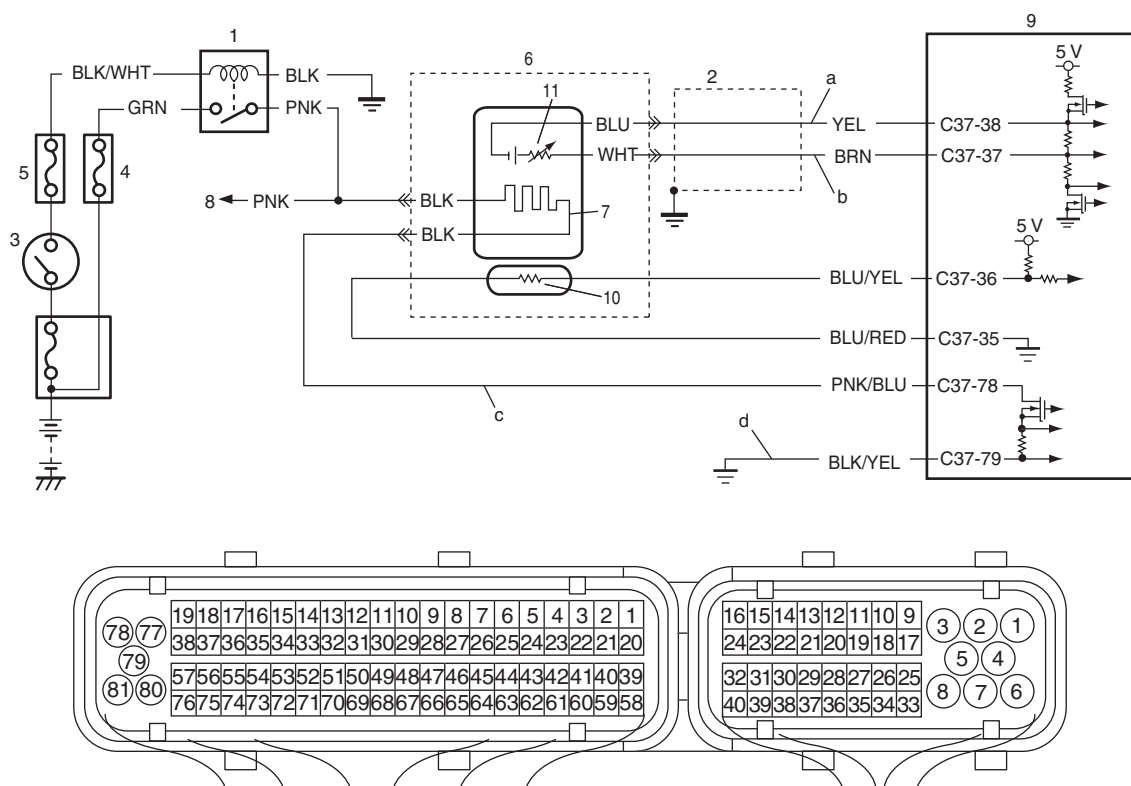 9
1
5 V
BLK/WHT
BLK
6
2
a
11
GRN
PNK
BLU
YEL
C37-38
WHT
BRN
C37-37
5
4
b
8
PNK
BLK
7
3
BLK
5 V
BLU/YEL
C37-36
10
BLU/RED
C37-35
PNK/BLU
C37-78
c
d
BLK/YEL
C37-79
19 18 17 16 15 14 13 12 11 10 9 8 7 6 5 4 3 2 1
38 37 36 35 34 33 32 31 30 29 28 27 26 25 24 23 22 21 20
57 56 55 54 53 52 51 50 49 48 47 46 45 44 43 42 41 40 39
76 75 74 73 72 71 70 69 68 67 66 65 64 63 62 61 60 59 58
78 77
79
81 80
16 15 14 13 12 11 10 9
24 23 22 21 20 19 18 17
32 31 30 29 28 27 26 25
40 39 38 37 36 35 34 33
3 2 1
5 4
8 7 6